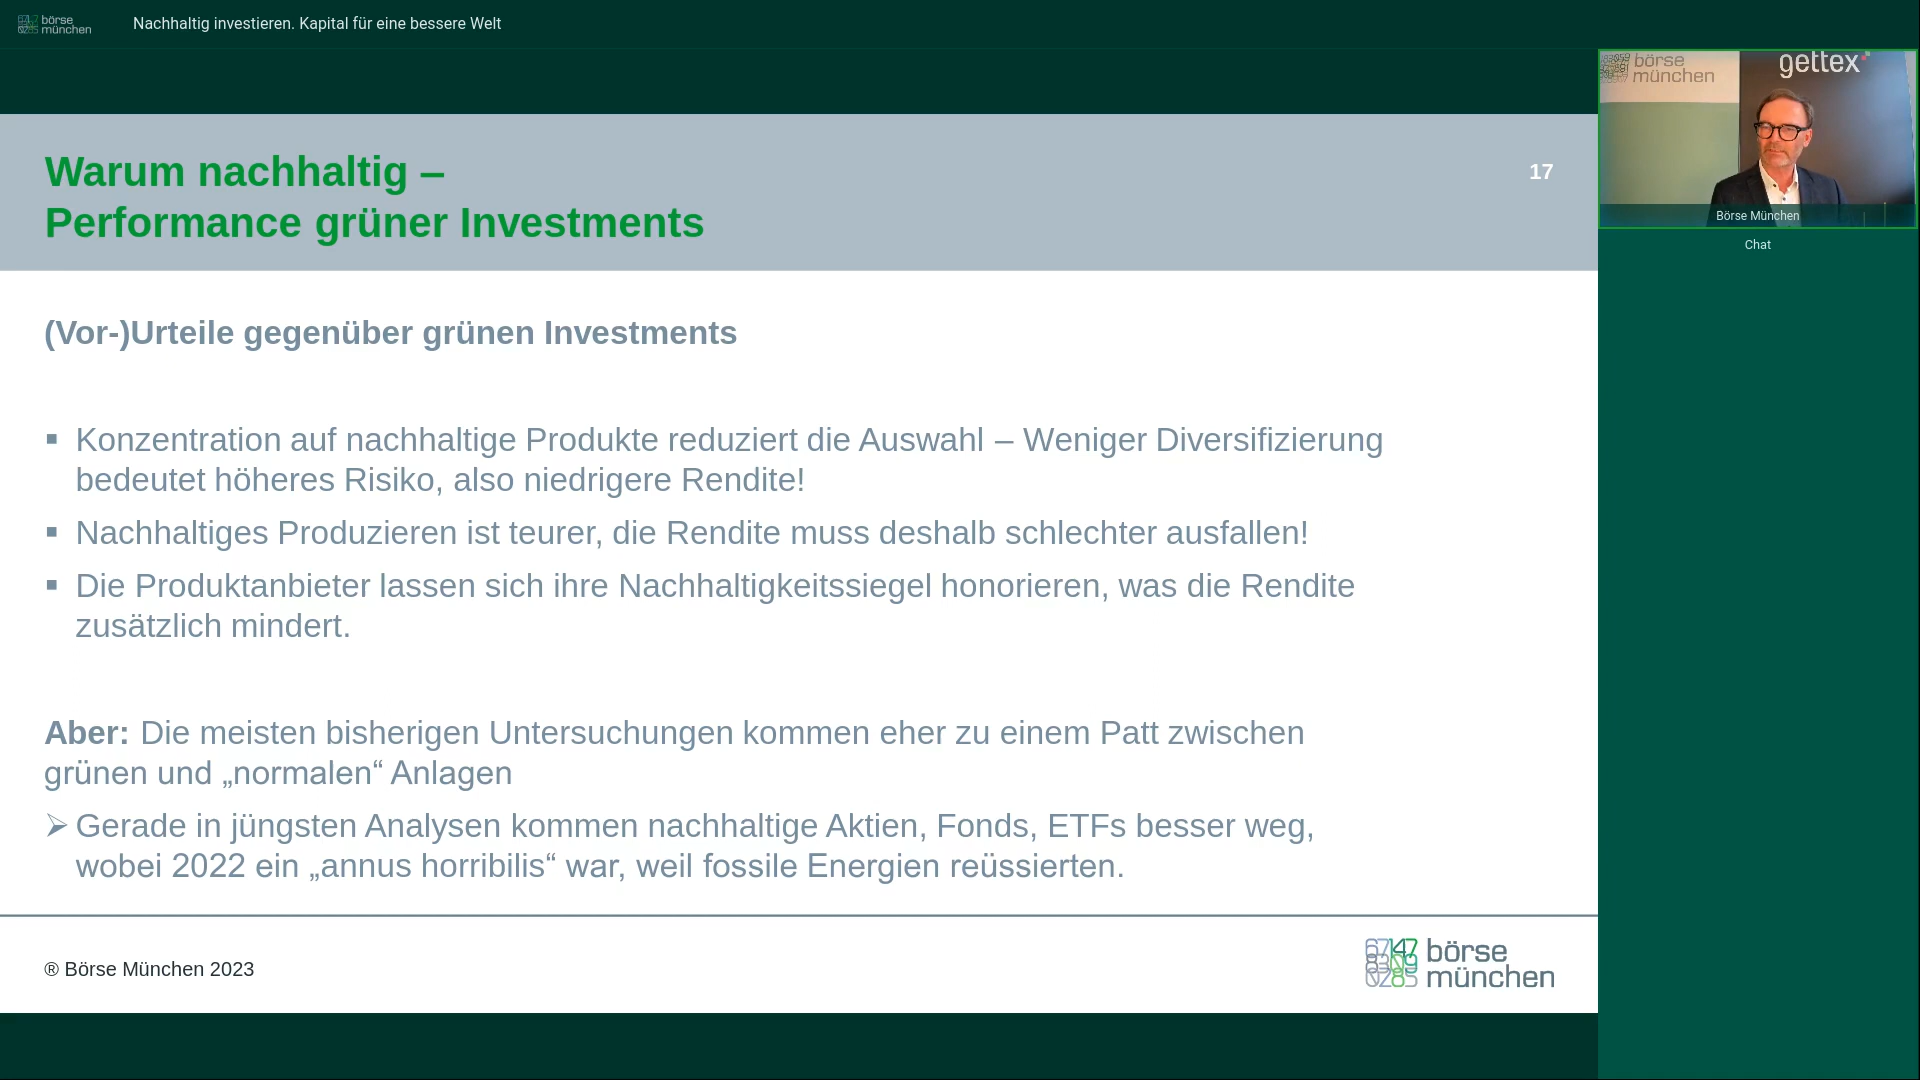 börse
münchen
Nachhaltig investieren. Kapital für eine bessere Welt
börse
münchen
gettex
Börse München
Chat
Warum nachhaltig –
Performance grüner Investments
17
(Vor-)Urteile gegenüber grünen Investments
▪ Konzentration auf nachhaltige Produkte reduziert die Auswahl – Weniger Diversifizierung
bedeutet höheres Risiko, also niedrigere Rendite!
▪ Nachhaltiges Produzieren ist teurer, die Rendite muss deshalb schlechter ausfallen!
▪ Die Produktanbieter lassen sich ihre Nachhaltigkeitssiegel honorieren, was die Rendite
zusätzlich mindert.
Aber: Die meisten bisherigen Untersuchungen kommen eher zu einem Patt zwischen
grünen und „normalen“ Anlagen
➢ Gerade in jüngsten Analysen kommen nachhaltige Aktien, Fonds, ETFs besser weg,
wobei 2022 ein „annus horribilis“ war, weil fossile Energien reüssierten.
® Börse München 2023
börse
münchen